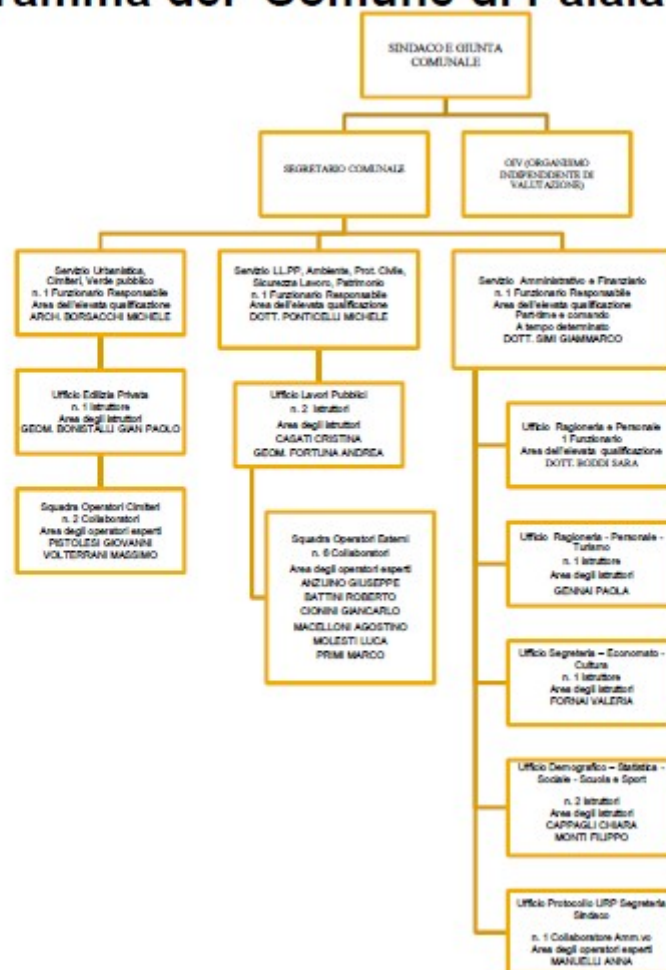 SINDACO E GIUNTA
COMUNALE
SEGRETARIO COMUNALE
OIV (ORGANISMO
INDIPENDENTE DI
VALUTAZIONE)
Servizio Urbanistica,
Cimiteri, Verde pubblico
n. 1 Funzionario Responsabile
Area dell'elevata qualificazione
ARCH. BORSACCHI MICHELE
Ufficio Edilizia Privata
n. 1 Istruttore
Area degli Istruttori
GEOM. BONISTALLI GIAN PAOLO
Squadra Operatori Cimiteri
n. 2 Collaboratori
Area degli operatori esperti
PISTOLESI GIOVANNI
VOLTERRANI MASSIMO
Servizio LL.PP, Ambiente, Prot. Civile,
Sicurezza Lavoro, Patrimonio
n. 1 Funzionario Responsabile
Area dell'elevata qualificazione
DOTT. PONTICELLI MICHELE
Ufficio Lavori Pubblici
n. 2 Istruttori
Area degli Istruttori
CASATI CRISTINA
GEOM. FORTUNA ANDREA
Squadra Operatori Esterni
n. 6 Collaboratori
Area degli operatori esperti
ANZUINO GIUSEPPE
BATTINI ROBERTO
CIONINI GIANCARLO
MACELLONI AGOSTINO
MOLESTI LUCA
PRIMI MARCO
Servizio Amministrativo e Finanziario
n. 1 Funzionario Responsabile
Area dell'elevata qualificazione
Part-time e comando
A tempo determinato
DOTT. SIMI GIAMMARCO
Ufficio Ragioneria e Personale
1 Funzionario
Area dell'elevata qualificazione
DOTT. BODDI SARA
Ufficio Ragioneria - Personale -
Turismo
n. 1 Istruttore
Area degli Istruttori
GENNAI PAOLA
Ufficio Segreteria – Economato -
Cultura
n. 1 Istruttore
Area degli Istruttori
FORNAI VALERIA
Ufficio Demografico – Statistica -
Sociale - Scuola e Sport
n. 2 Istruttori
Area degli Istruttori
CAPPAGLI CHIARA
MONTI FILIPPO
Ufficio Protocollo URP Segreteria
Sindaco
n. 1 Collaboratore Amm.vo
Area degli operatori esperti
MANUELLI ANNA